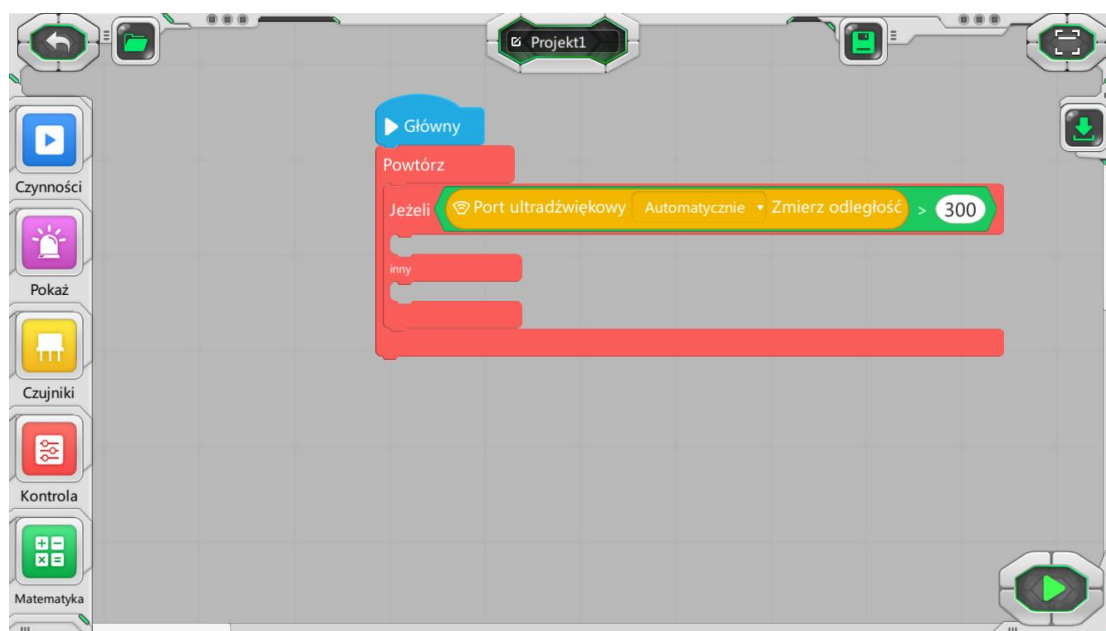 Projekt1
Główny
Powtórz
Jeżeli Port ultradźwiękowy Automatycznie Zmierz odległość > 300
inny
Czynności
Pokaż
Czujniki
Kontrola
Matematyka